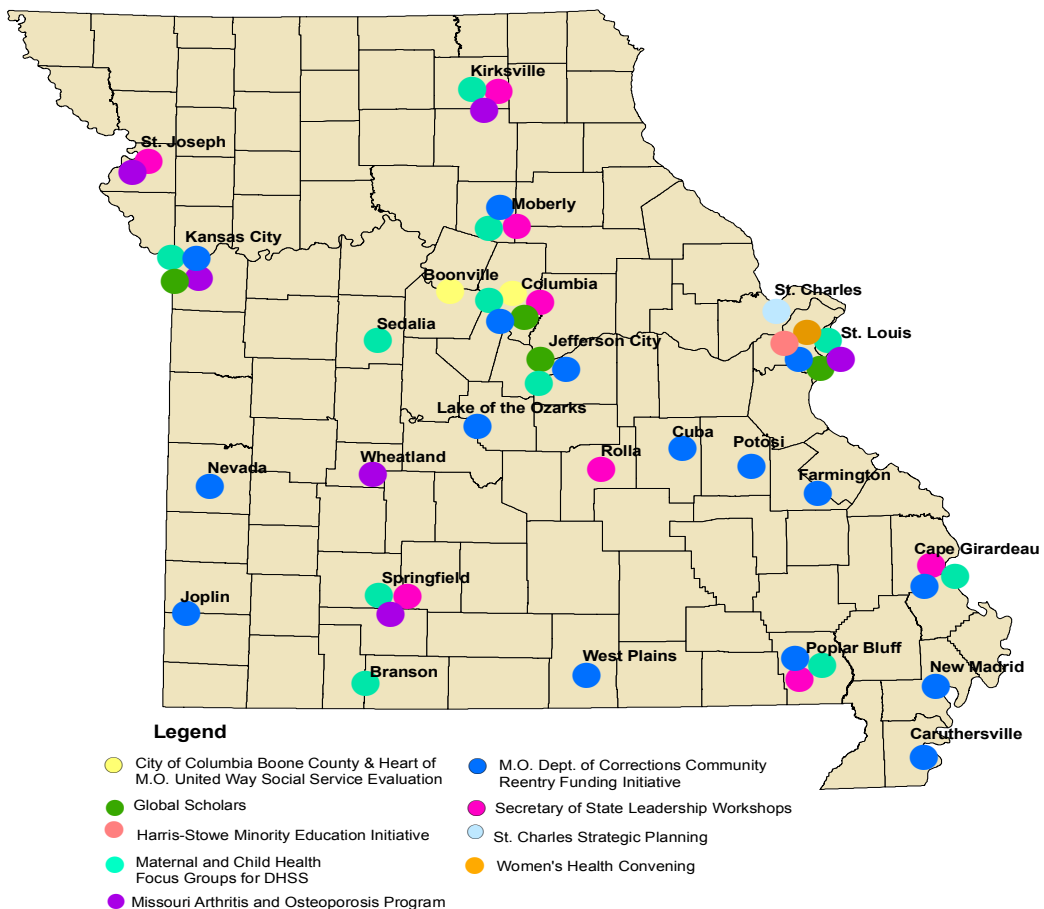 Kirksville
St. Joseph
Moberly
Kansas City
Boonville
Columbia
St. Charles
Sedalia
St. Louis
Jefferson City
Lake of the Ozarks
Cuba
Potosi
Rolla
Wheatland
Nevada
Farmington
Cape Girardeau
Springfield
Joplin
Poplar Bluff
West Plains
New Madrid
Branson
Caruthersville
Legend
City of Columbia Boone County & Heart of
M.O. United Way Social Service Evaluation
Global Scholars
Harris-Stowe Minority Education Initiative
Maternal and Child Health
Focus Groups for DHSS
Missouri Arthritis and Osteoporosis Program
M.O. Dept. of Corrections Community
Reentry Funding Initiative
Secretary of State Leadership Workshops
St. Charles Strategic Planning
Women's Health Convening